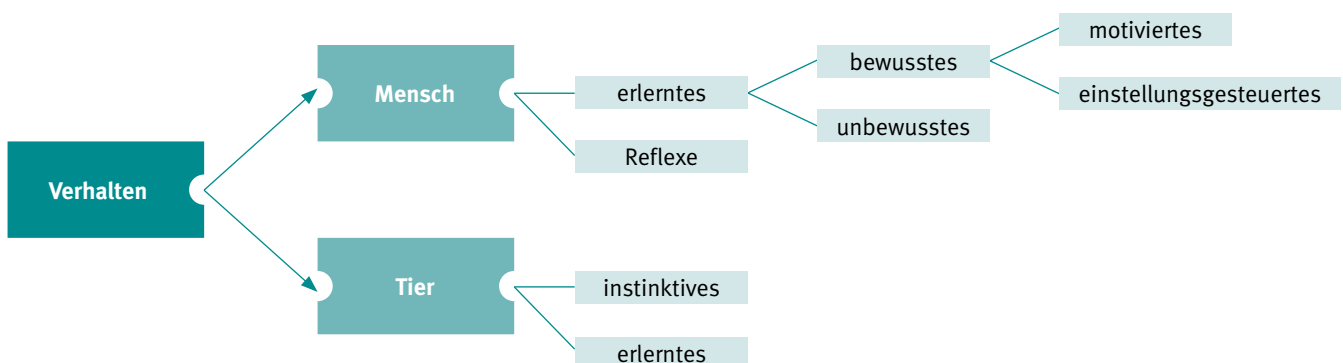 Verhalten
Mensch
erlerntes
bewusstes
motiviertes
einstellungsgesteuertes
unbewusstes
Reflexe
Tier
instinktives
erlerntes